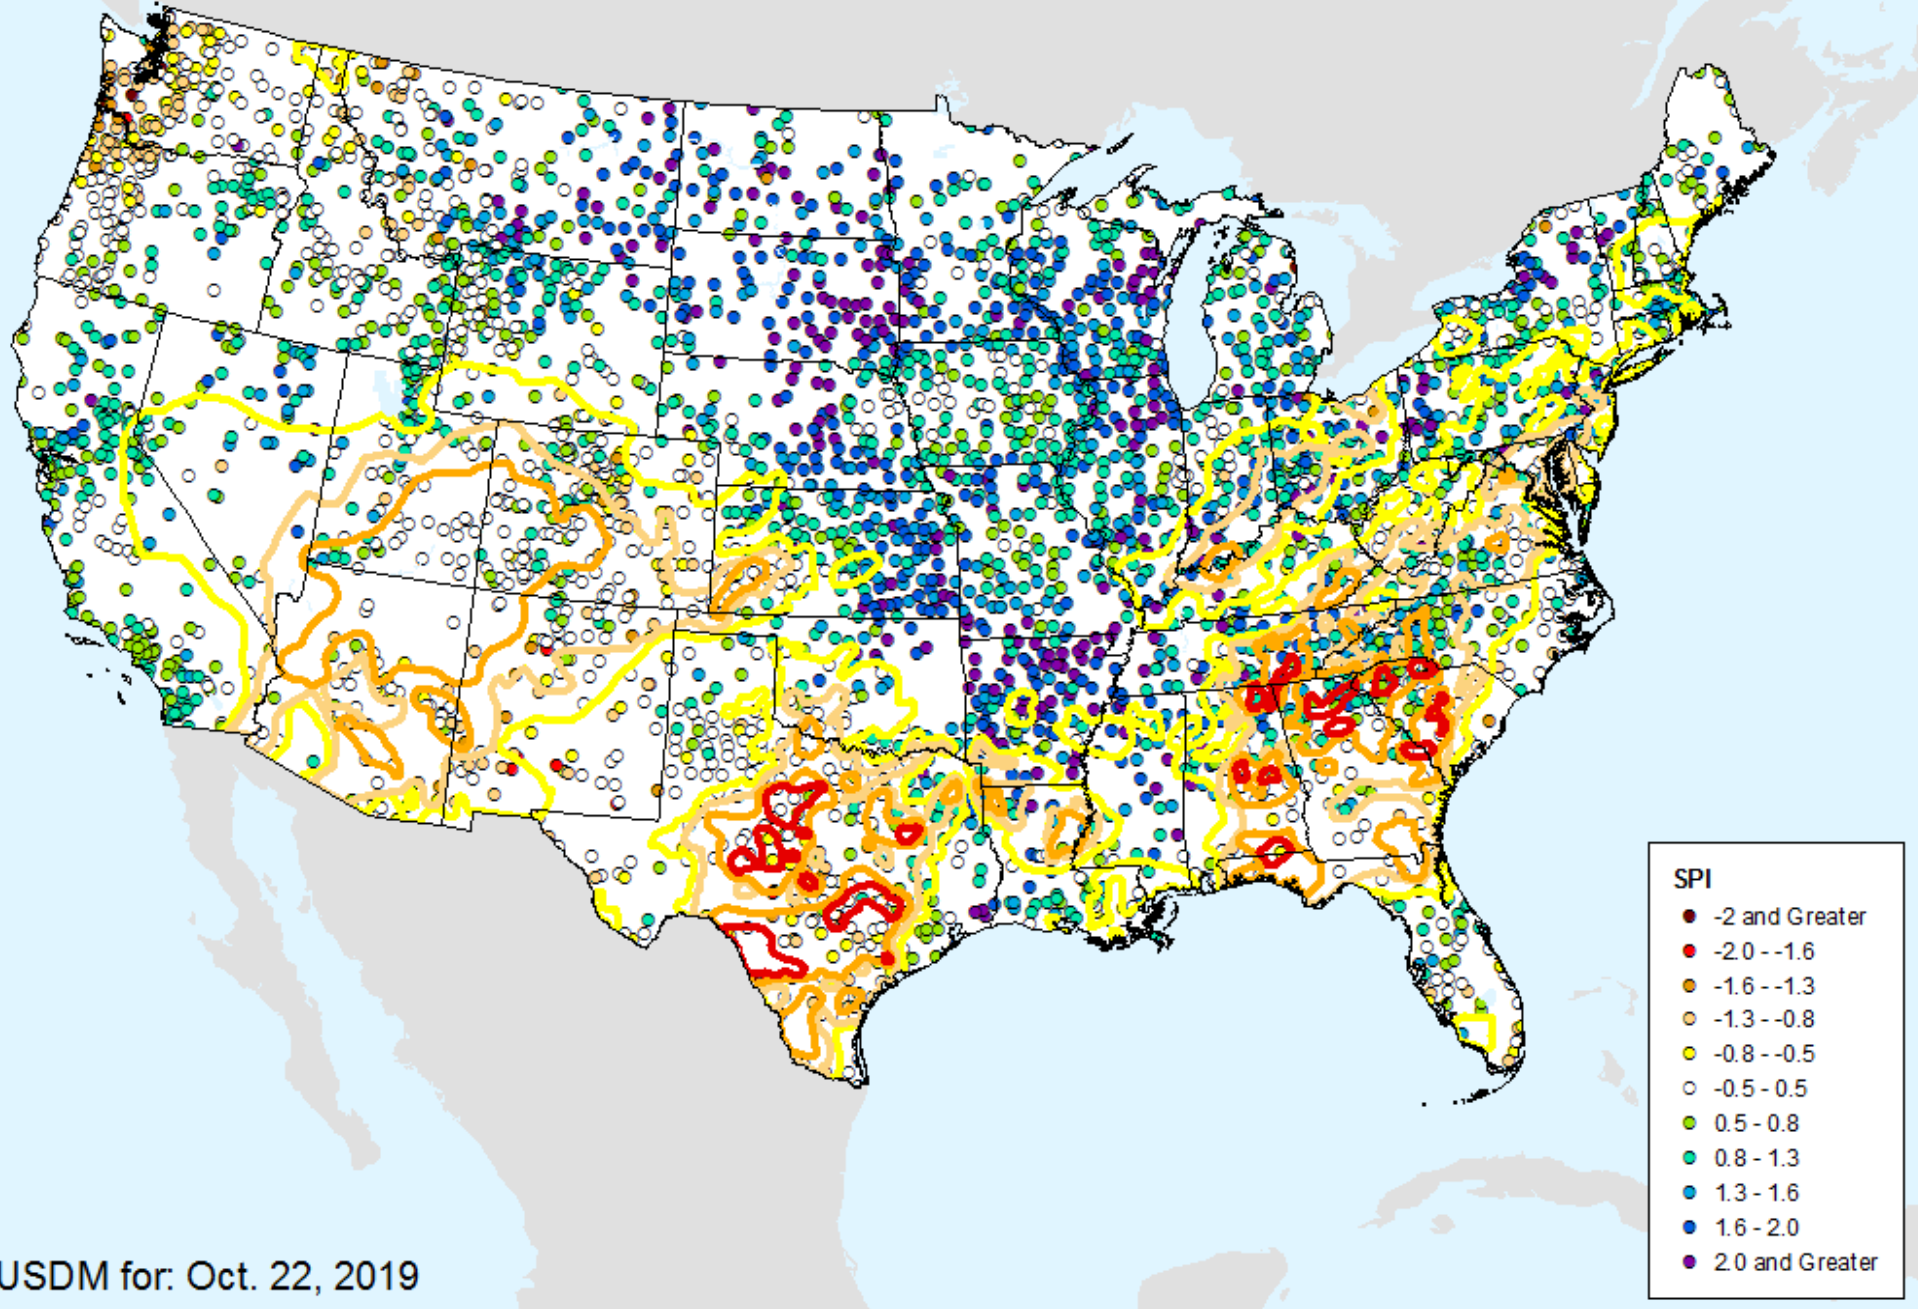 SPI
-2 and Greater
-2.0 - -1.6
-1.6 - -1.3
-1.3 - -0.8
-0.8 - -0.5
-0.5 - 0.5
0.5 - 0.8
0.8 - 1.3
1.3 - 1.6
1.6 - 2.0
2.0 and Greater
USDM for: Oct. 22, 2019